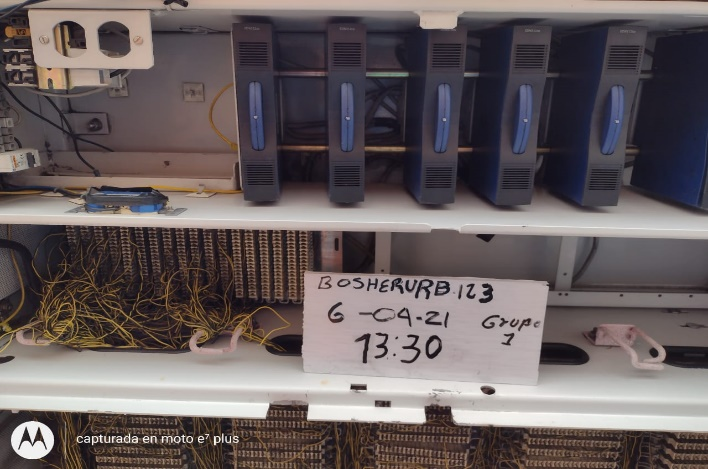 BOSHERURB.123
6 -04-21 Grupo
1
13:30
capturada en moto e⁷ plus